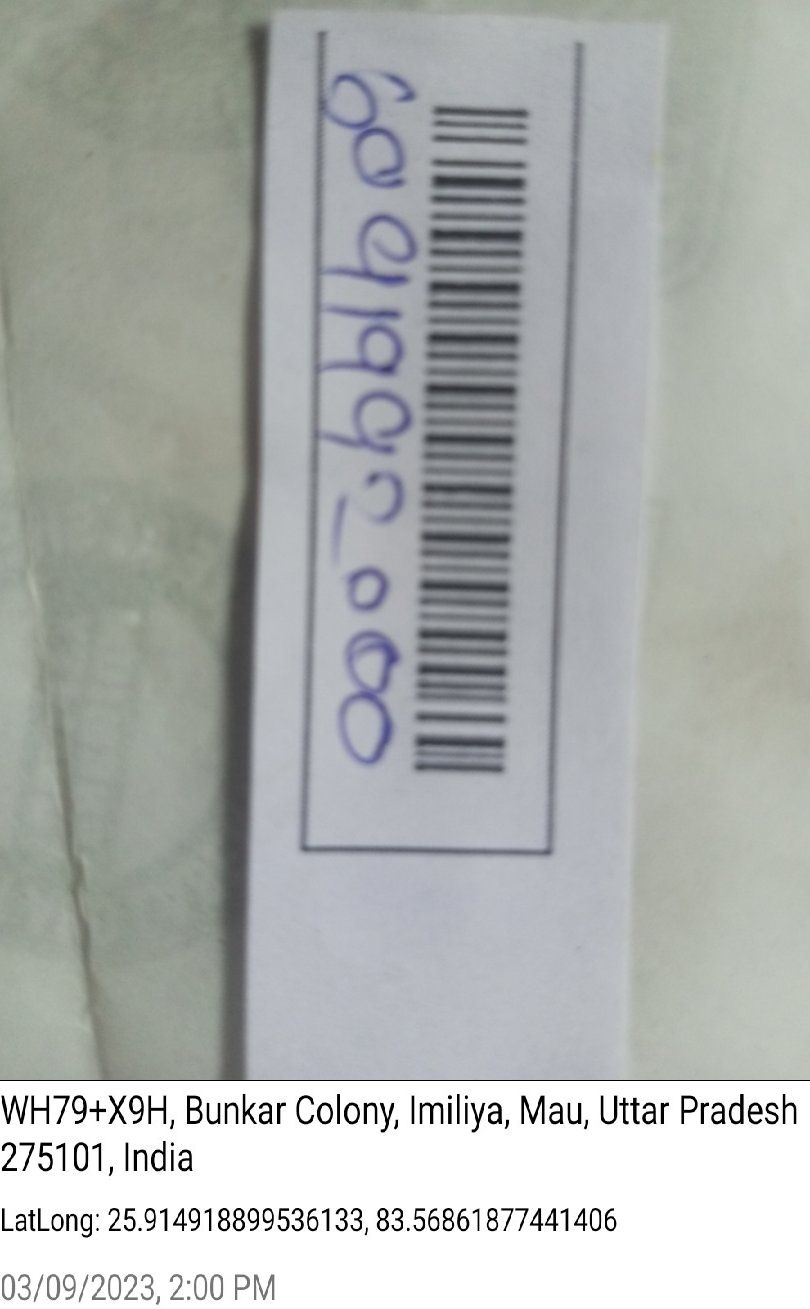 6091992000
WH79+X9H, Bunkar Colony, Imiliya, Mau, Uttar Pradesh
275101, India
LatLong: 25.914918899536133, 83.56861877441406
03/09/2023, 2:00 PM